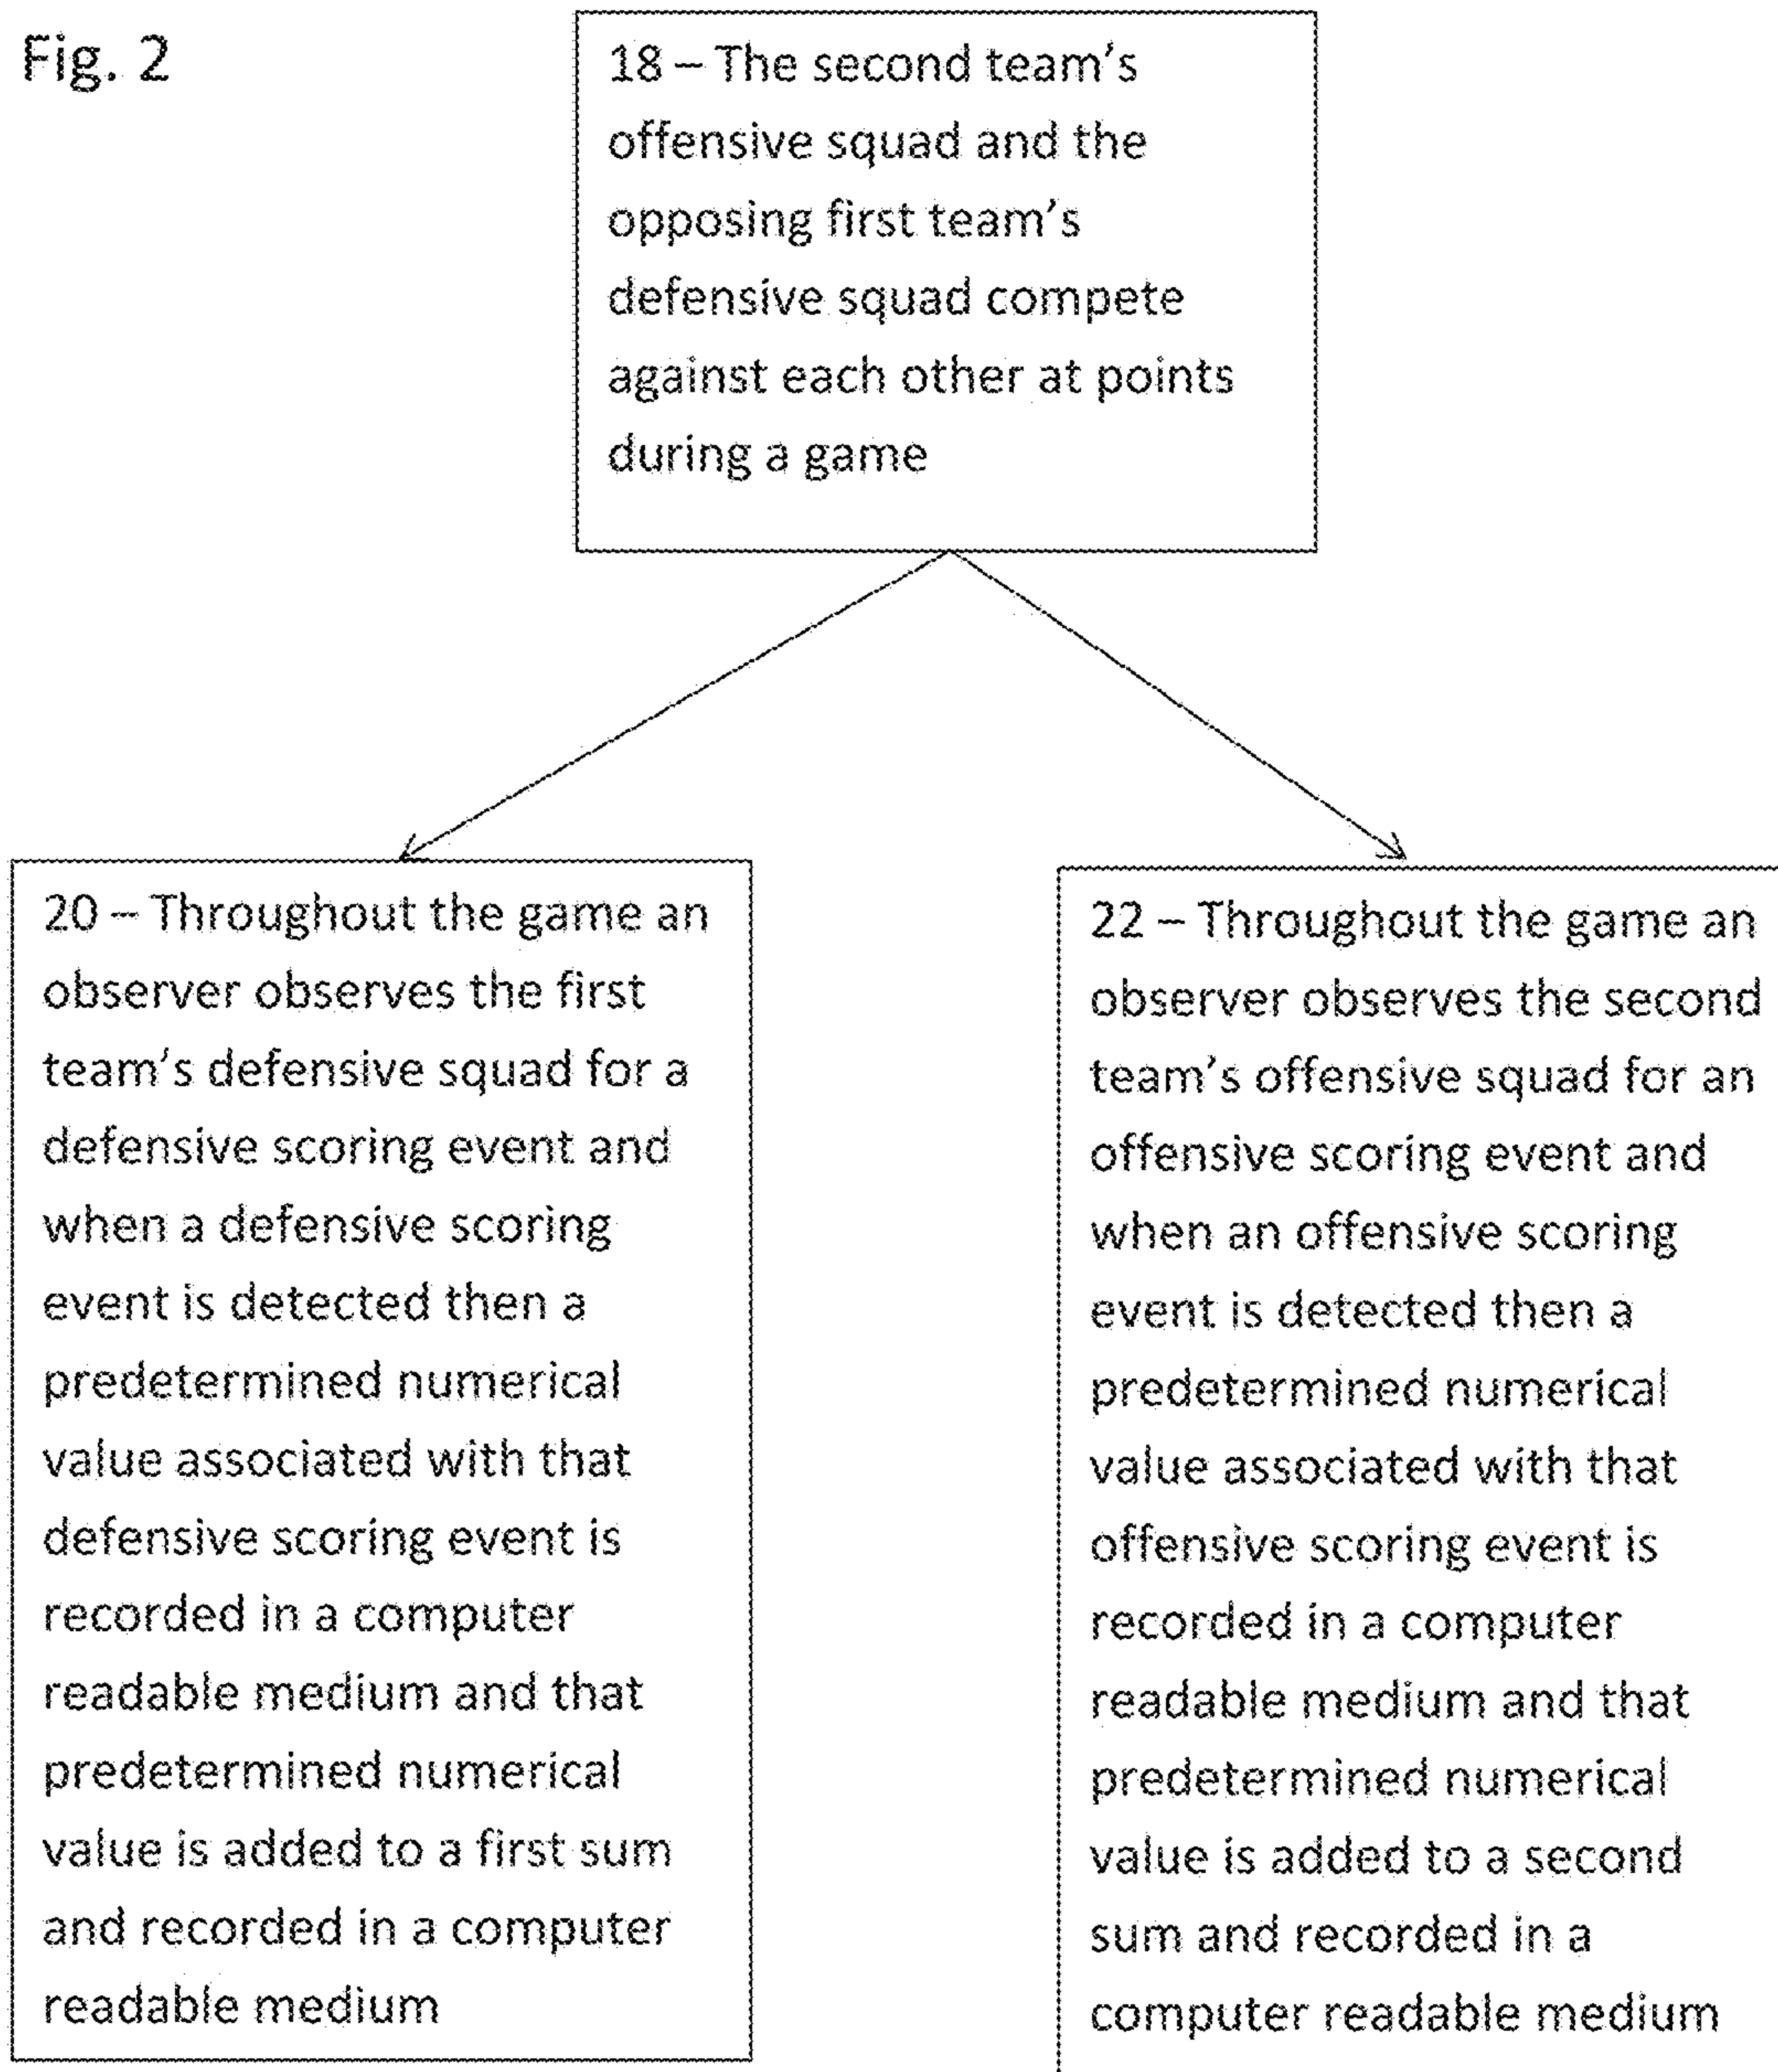 Fig. 2
18 – The second team's
offensive squad and the
opposing first team's
defensive squad compete
against each other at points
during a game
20 – Throughout the game an
observer observes the first
team's defensive squad for a
defensive scoring event and
when a defensive scoring
event is detected then a
predetermined numerical
value associated with that
defensive scoring event is
recorded in a computer
readable medium and that
predetermined numerical
value is added to a first sum
and recorded in a computer
readable medium
22 – Throughout the game an
observer observes the second
team's offensive squad for an
offensive scoring event and
when an offensive scoring
event is detected then a
predetermined numerical
value associated with that
offensive scoring event is
recorded in a computer
readable medium and that
predetermined numerical
value is added to a second
sum and recorded in a
computer readable medium